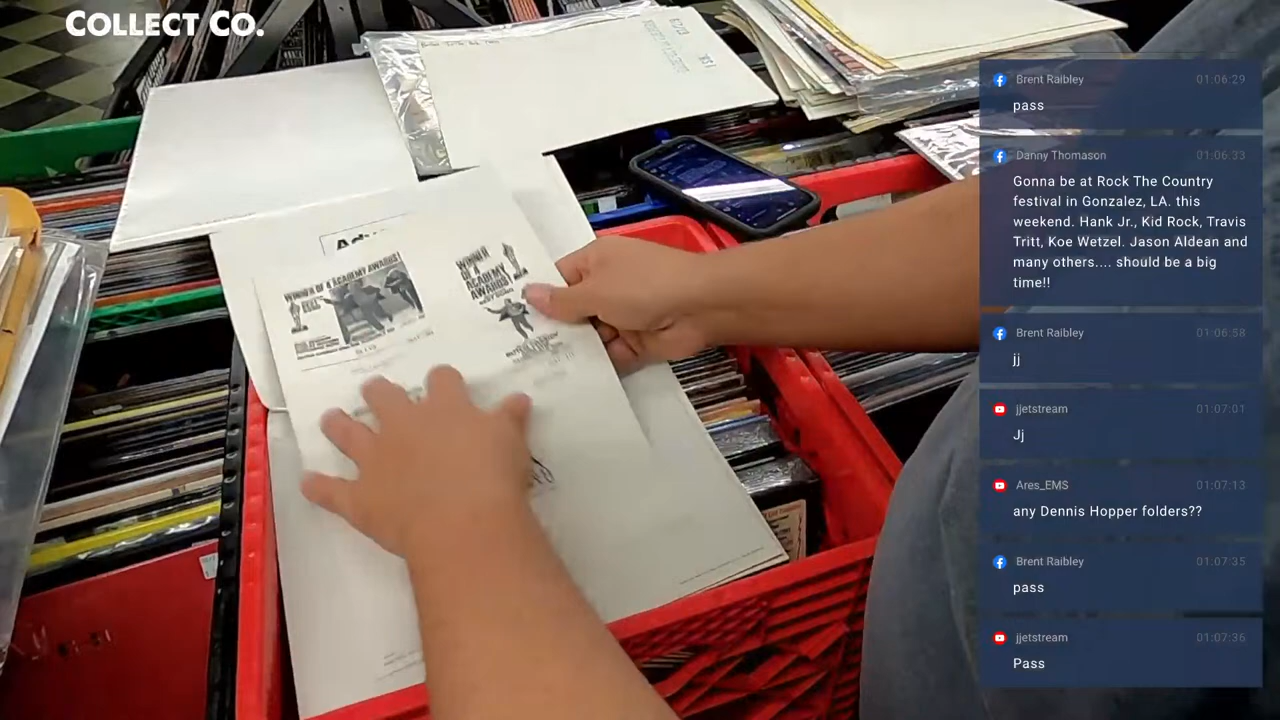 COLLECT CO.
WINNER OF 6 ACADEMY AWARDS!
WINNER
OF 6
ACADEMY
AWARDS!
Brent Raibley 01:06:29
pass
Danny Thomason 01:06:33
Gonna be at Rock The Country
festival in Gonzalez, LA. this
weekend. Hank Jr., Kid Rock, Travis
Tritt, Koe Wetzel. Jason Aldean and
many others.... should be a big
time!!
Brent Raibley 01:06:58
jj
jjetstream 01:07:01
Jj
Ares_EMS 01:07:13
any Dennis Hopper folders??
Brent Raibley 01:07:35
pass
jjetstream 01:07:36
Pass